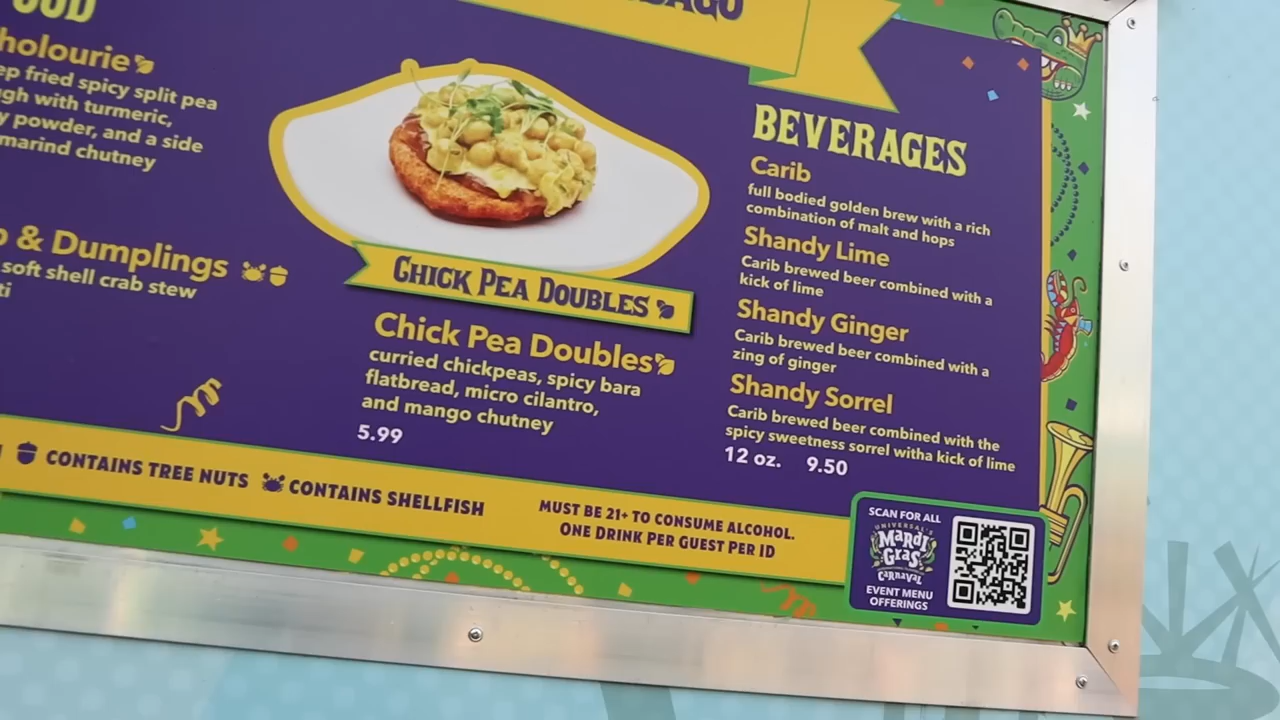 holourie
ep fried spicy split pea
gh with turmeric,
y powder, and a side
marind chutney
& Dumplings
soft shell crab stew
ti
CHICK PEA DOUBLES
Chick Pea Doubles
curried chickpeas, spicy bara
flatbread, micro cilantro,
and mango chutney
5.99
BEVERAGES
Carib
full bodied golden brew with a rich
combination of malt and hops
Shandy Lime
Carib brewed beer combined with a
kick of lime
Shandy Ginger
Carib brewed beer combined with a
zing of ginger
Shandy Sorrel
Carib brewed beer combined with the
spicy sweetness sorrel witha kick of lime
12 oz. 9.50
CONTAINS TREE NUTS CONTAINS SHELLFISH
MUST BE 21+ TO CONSUME ALCOHOL.
ONE DRINK PER GUEST PER ID
SCAN FOR ALL
UNIVERSAL'S
MARDI
GRAS
CARNAVAL
EVENT MENU
OFFERINGS